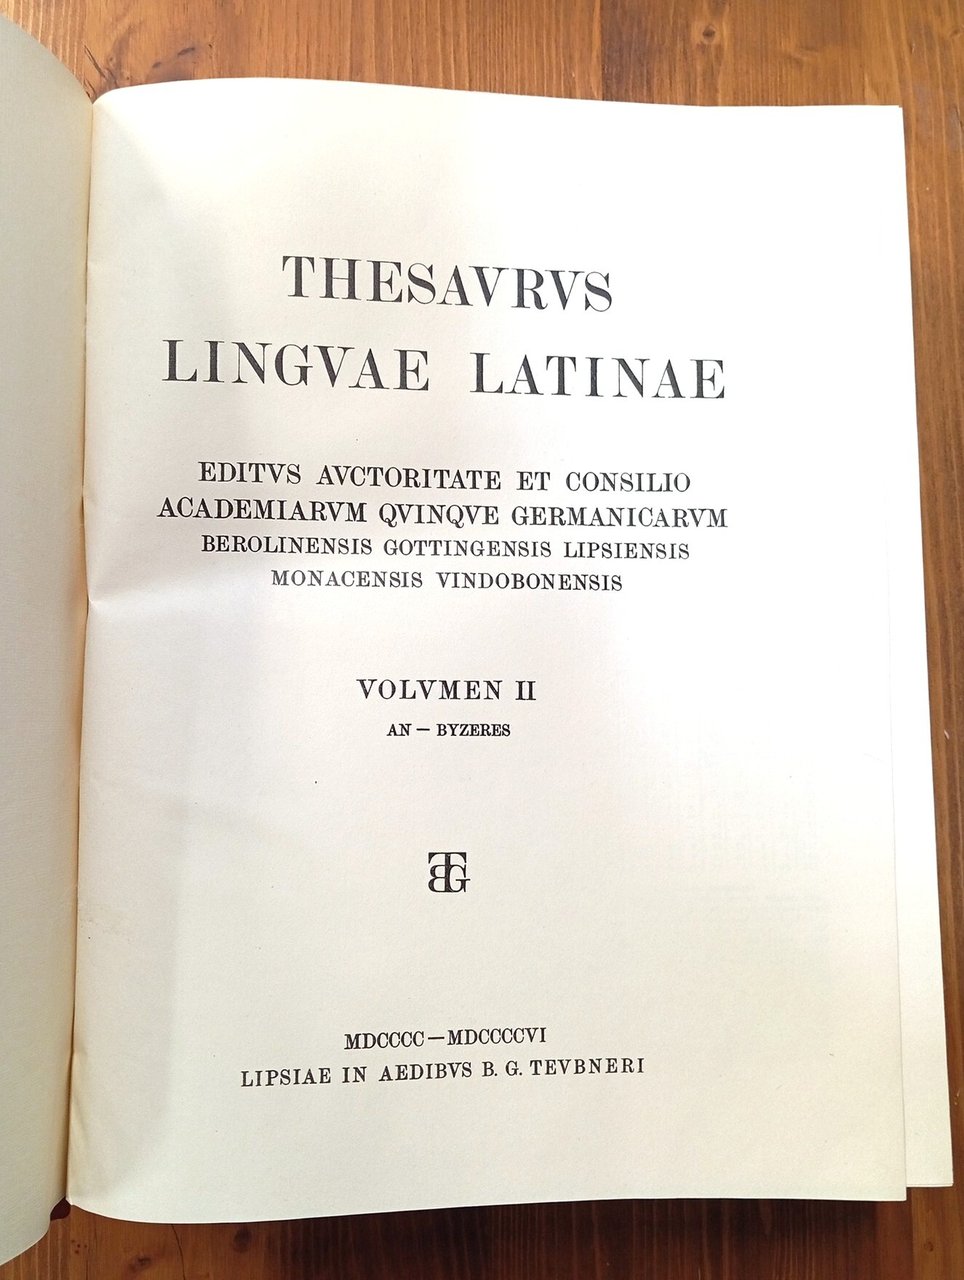 THESAVRVS
LINGVAE LATINAE
EDITVS AVCTORITATE ET CONSILIO
ACADEMIARVM QVINQVE GERMANICARVM
BEROLINENSIS GOTTINGENSIS LIPSIENSIS
MONACENSIS VINDOBONENSIS
VOLVMEN II
AN — BYZERES
BTG
MDCCCC — MDCCCCVI
LIPSIAE IN AEDIBVS B. G. TEVBNERI